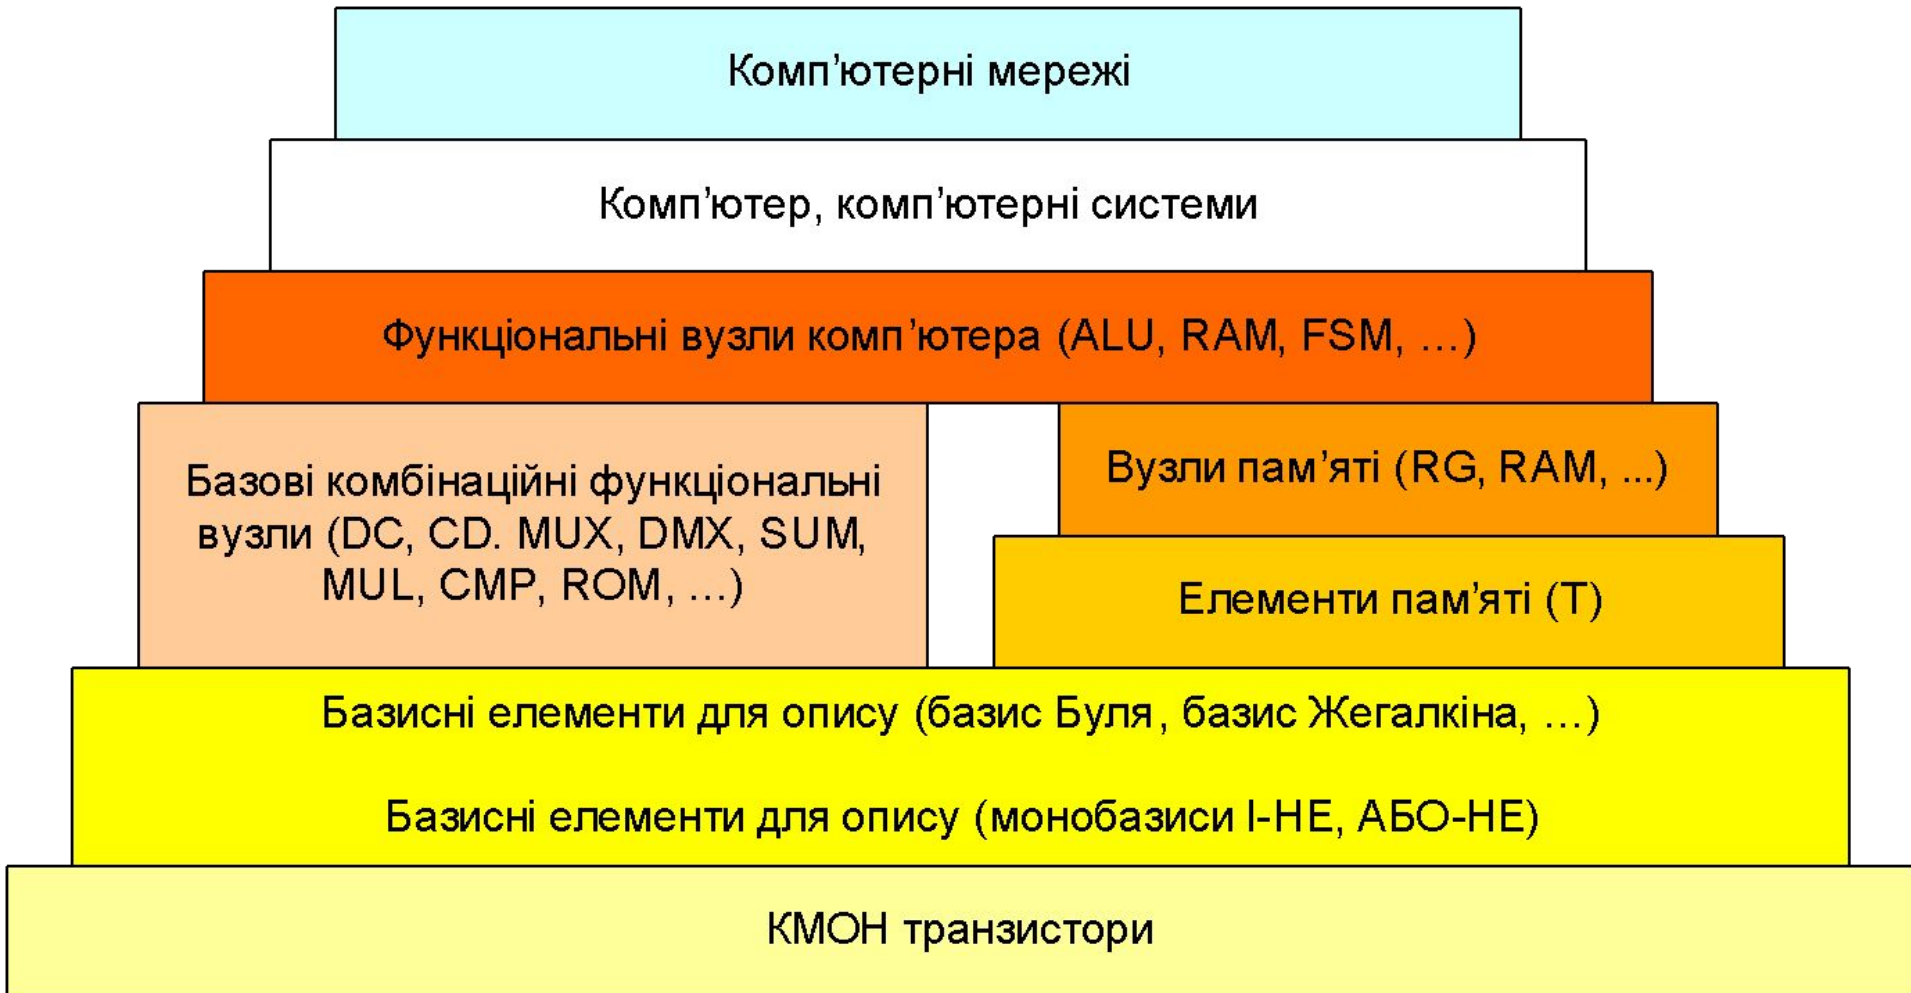 Комп’ютерні мережі
Комп’ютер, комп’ютерні системи
Функціональні вузли комп’ютера (ALU, RAM, FSM, …)
Базові комбінаційні функціональні
вузли (DC, CD. MUX, DMX, SUM,
MUL, CMP, ROM, …)
Вузли пам’яті (RG, RAM, ...)
Елементи пам’яті (T)
Базисні елементи для опису (базис Буля, базис Жегалкіна, …)
Базисні елементи для опису (монобазиси І-НЕ, АБО-НЕ)
КМОН транзистори